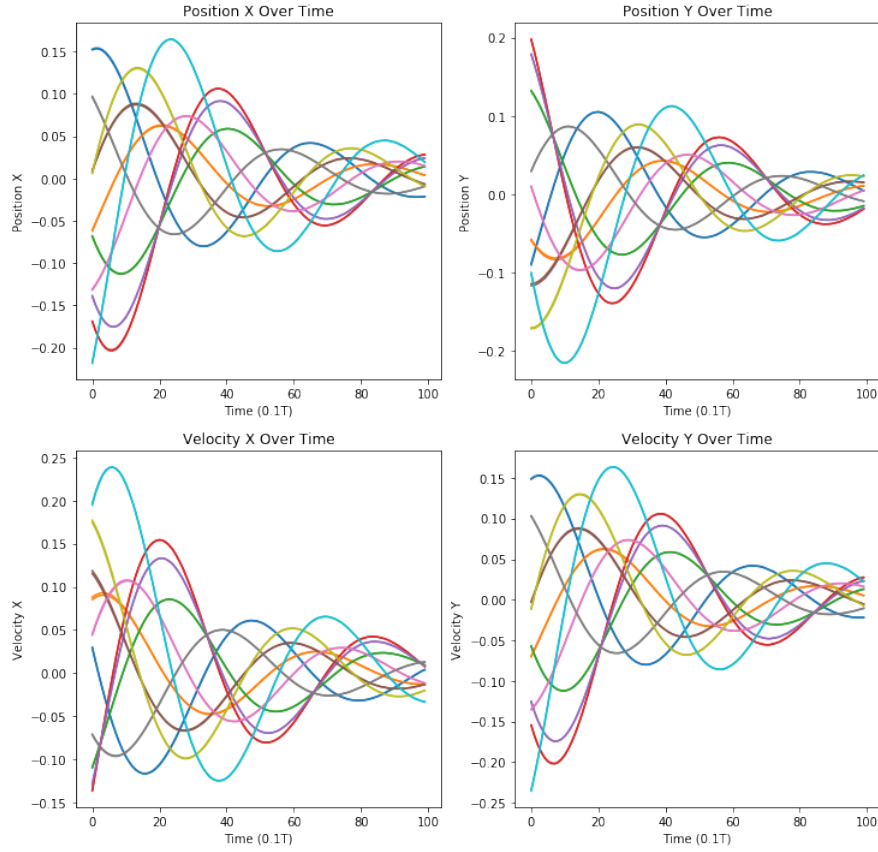 Position X Over Time
Position X
0.15
0.10
0.05
0.00
−0.05
−0.10
−0.15
−0.20
0 20 40 60 80 100
Time (0.1T)
Position Y Over Time
Position Y
0.2
0.1
0.0
−0.1
−0.2
0 20 40 60 80 100
Time (0.1T)
Velocity X Over Time
Velocity X
0.25
0.20
0.15
0.10
0.05
0.00
−0.05
−0.10
−0.15
0 20 40 60 80 100
Time (0.1T)
Velocity Y Over Time
Velocity Y
0.15
0.10
0.05
0.00
−0.05
−0.10
−0.15
−0.20
−0.25
0 20 40 60 80 100
Time (0.1T)